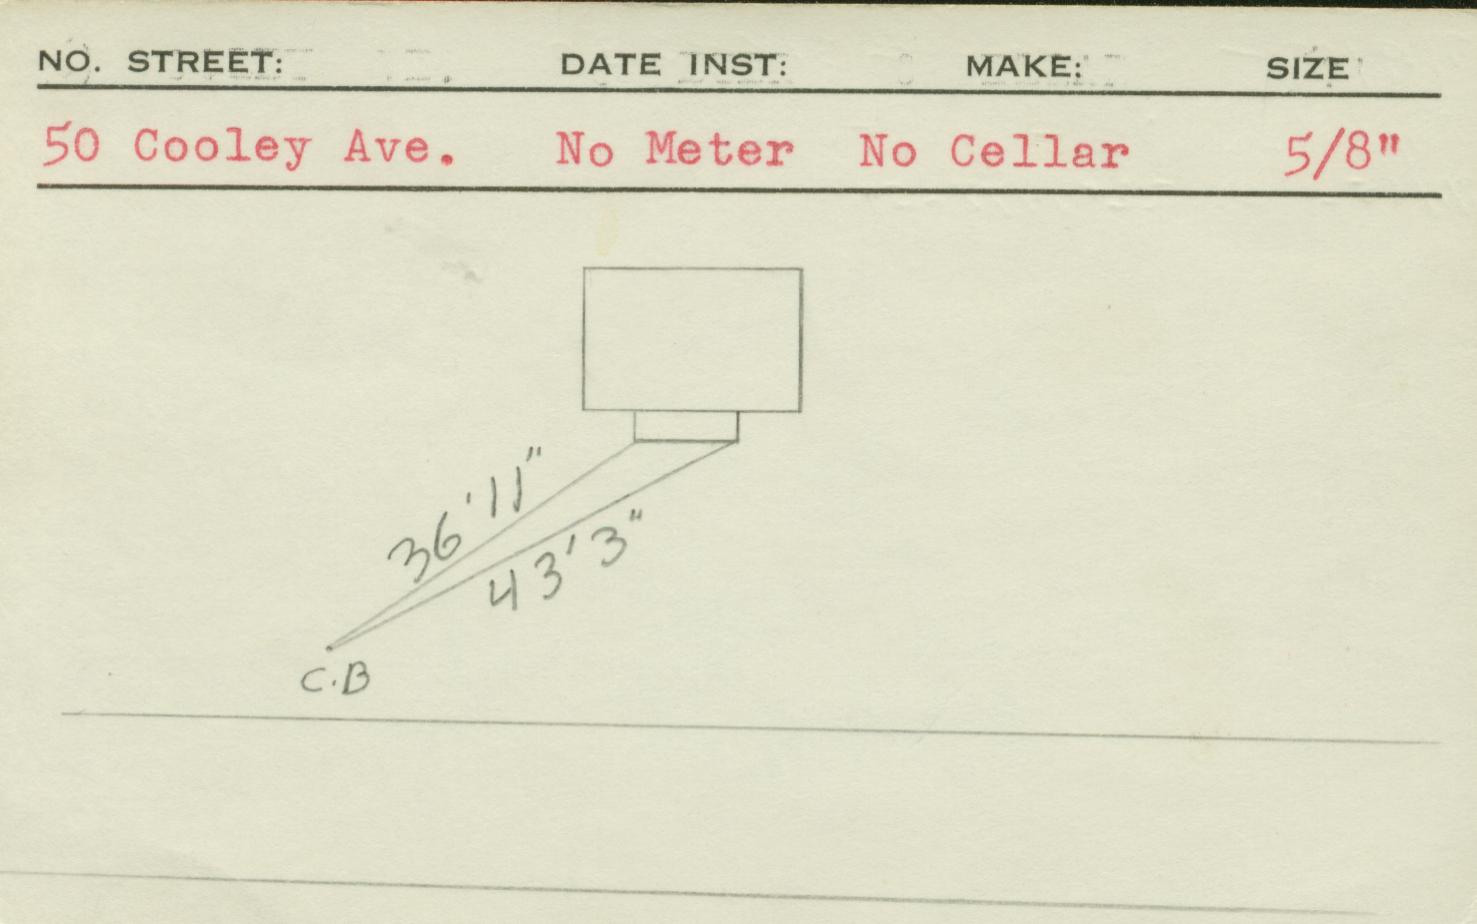 NO. STREET: DATE INST: MAKE: SIZE
50 Cooley Ave. No Meter No Cellar 5/8"
36'11"
43'3"
C.B